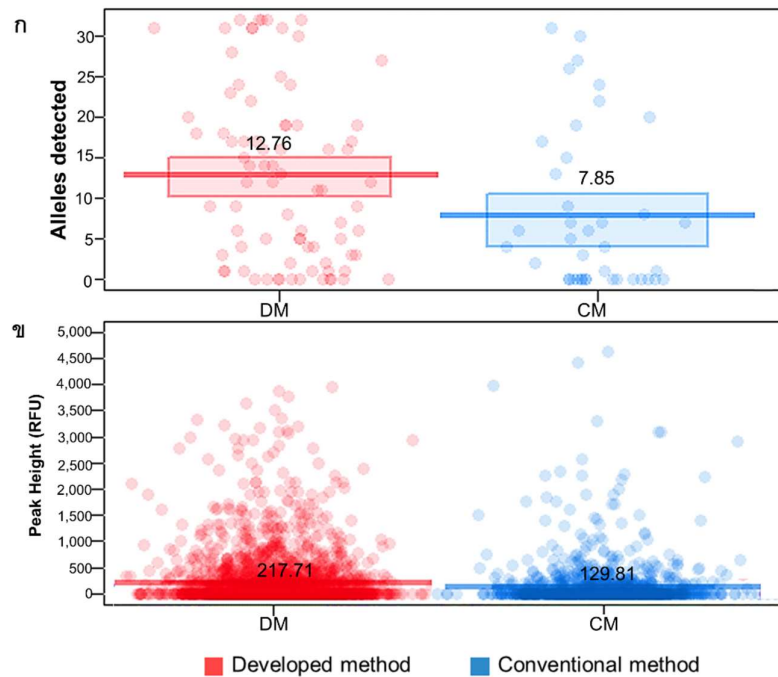 ก
Alleles detected
30
25
20
15
10
5
0
12.76
7.85
DM
CM
ข
Peak Height (RFU)
5,000
4,500
4,000
3,500
3,000
2,500
2,000
1,500
1,000
500
0
217.71
129.81
DM
CM
Developed method
Conventional method